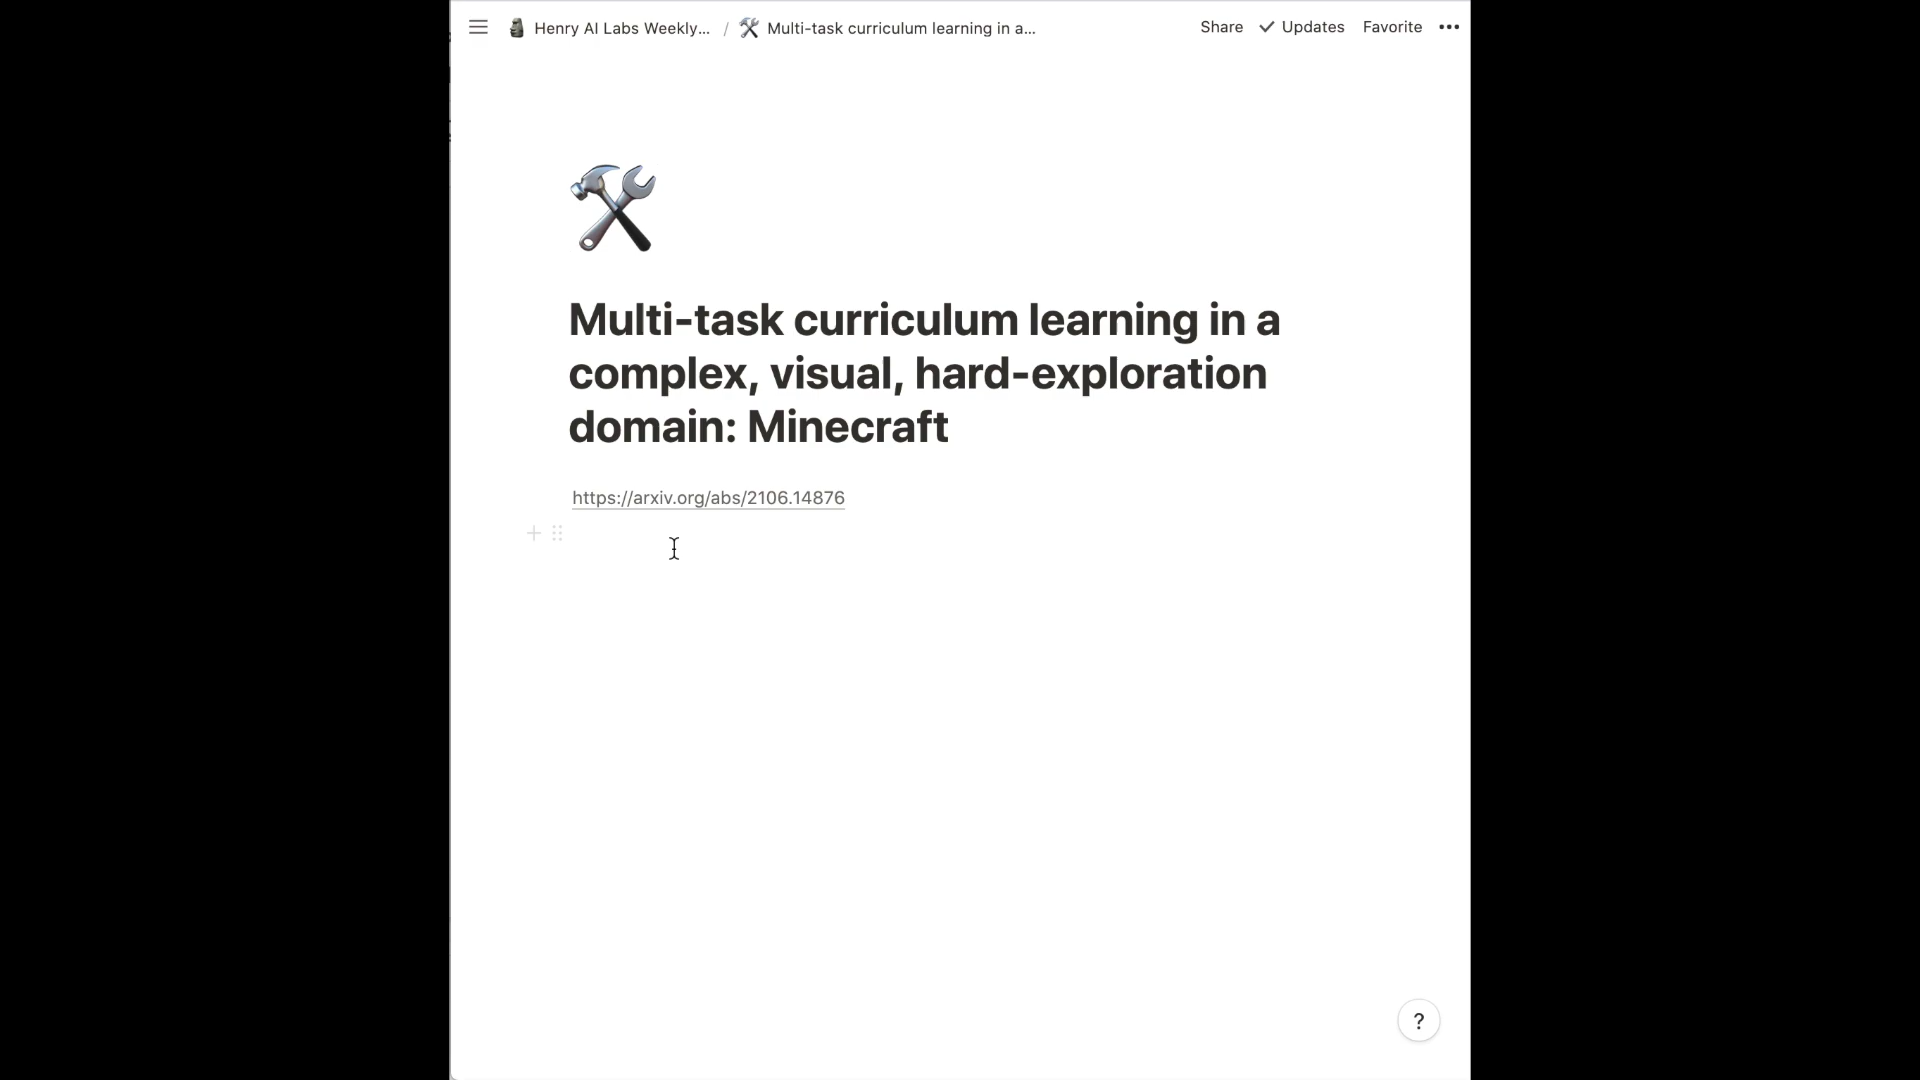 Henry AI Labs Weekly... / Multi-task curriculum learning in a... Share Updates Favorite
Multi-task curriculum learning in a
complex, visual, hard-exploration
domain: Minecraft
https://arxiv.org/abs/2106.14876
?